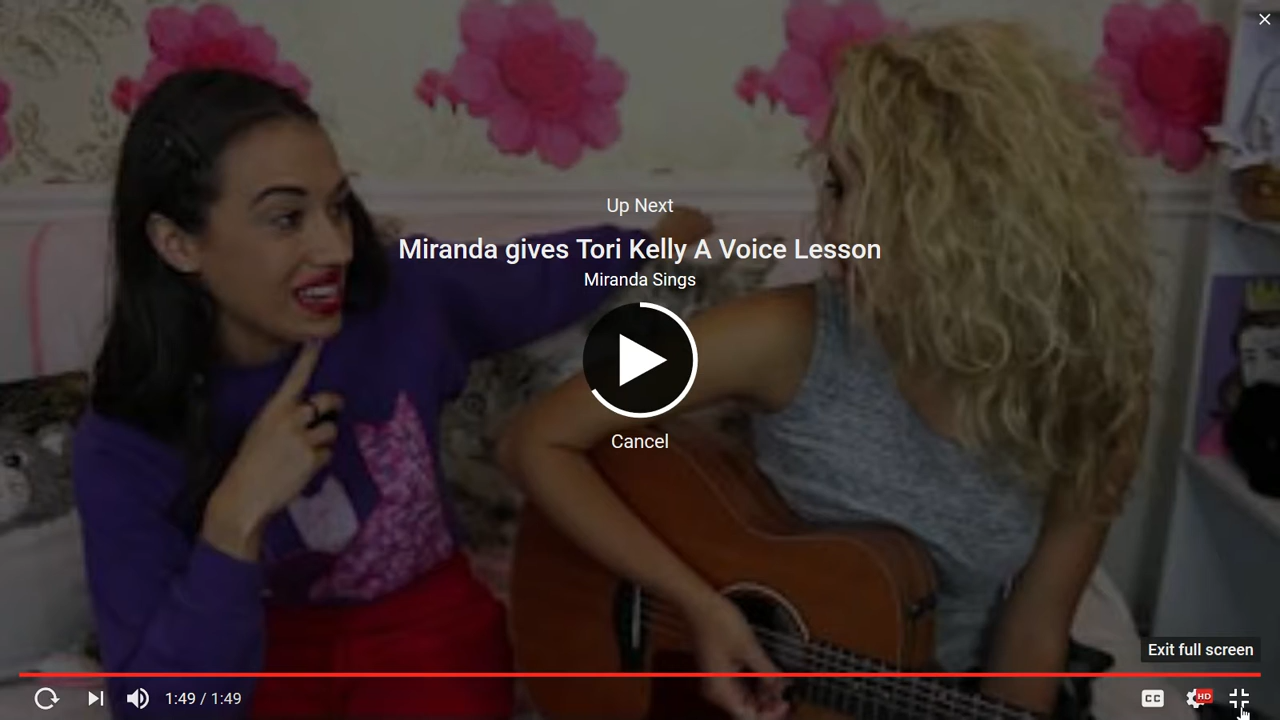 Up Next
Miranda gives Tori Kelly A Voice Lesson
Miranda Sings
Cancel
Exit full screen
1:49 / 1:49
CC
HD